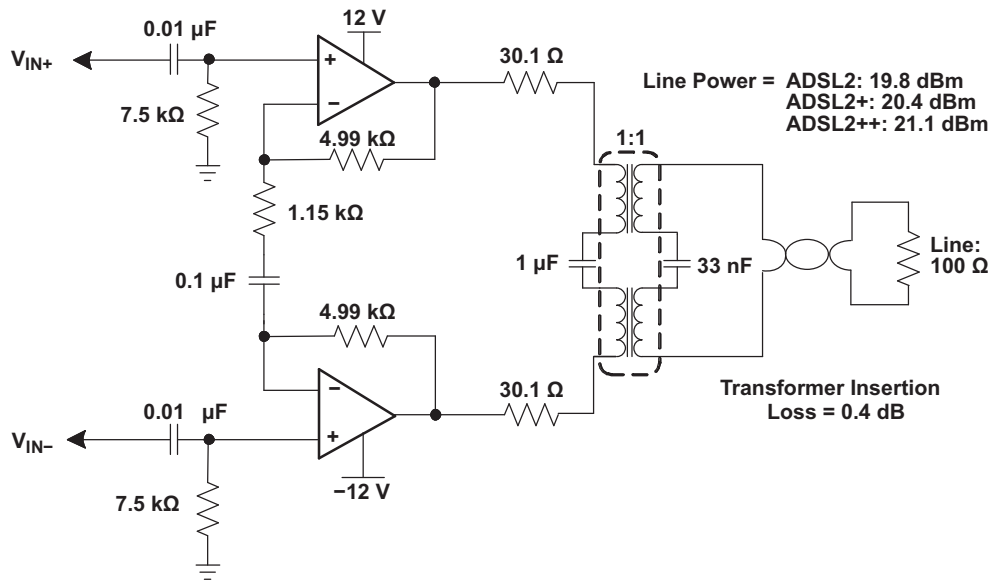 12 V
0.01 µF
V_IN+
+
30.1 Ω
Line Power = ADSL2: 19.8 dBm
ADSL2+: 20.4 dBm
ADSL2++: 21.1 dBm
−
7.5 kΩ
4.99 kΩ
1:1
1.15 kΩ
Line:
100 Ω
1 µF
33 nF
0.1 µF
4.99 kΩ
−
30.1 Ω
Transformer Insertion
Loss = 0.4 dB
0.01 µF
V_IN−
+
−12 V
7.5 kΩ